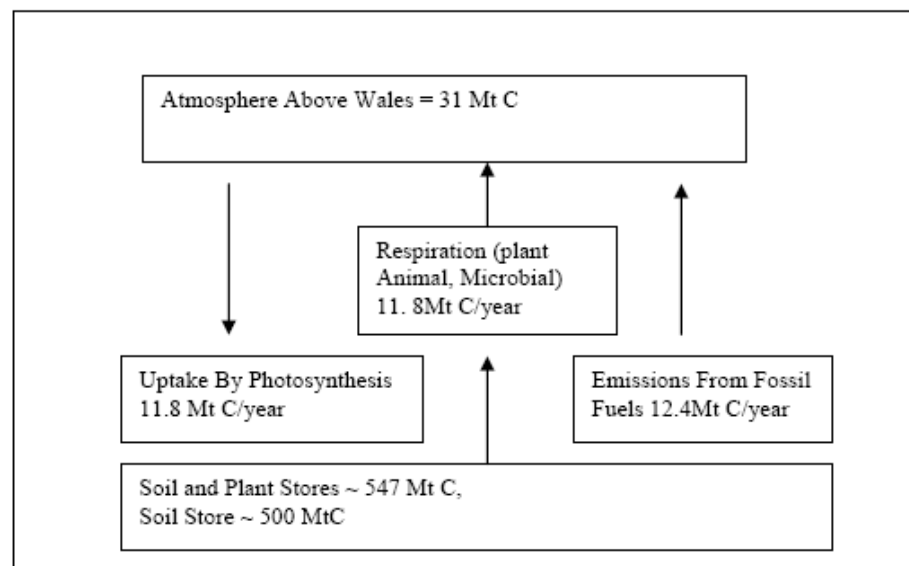 Atmosphere Above Wales = 31 Mt C
Respiration (plant
Animal, Microbial)
11. 8Mt C/year
Uptake By Photosynthesis
11.8 Mt C/year
Emissions From Fossil
Fuels 12.4Mt C/year
Soil and Plant Stores ~ 547 Mt C,
Soil Store ~ 500 MtC